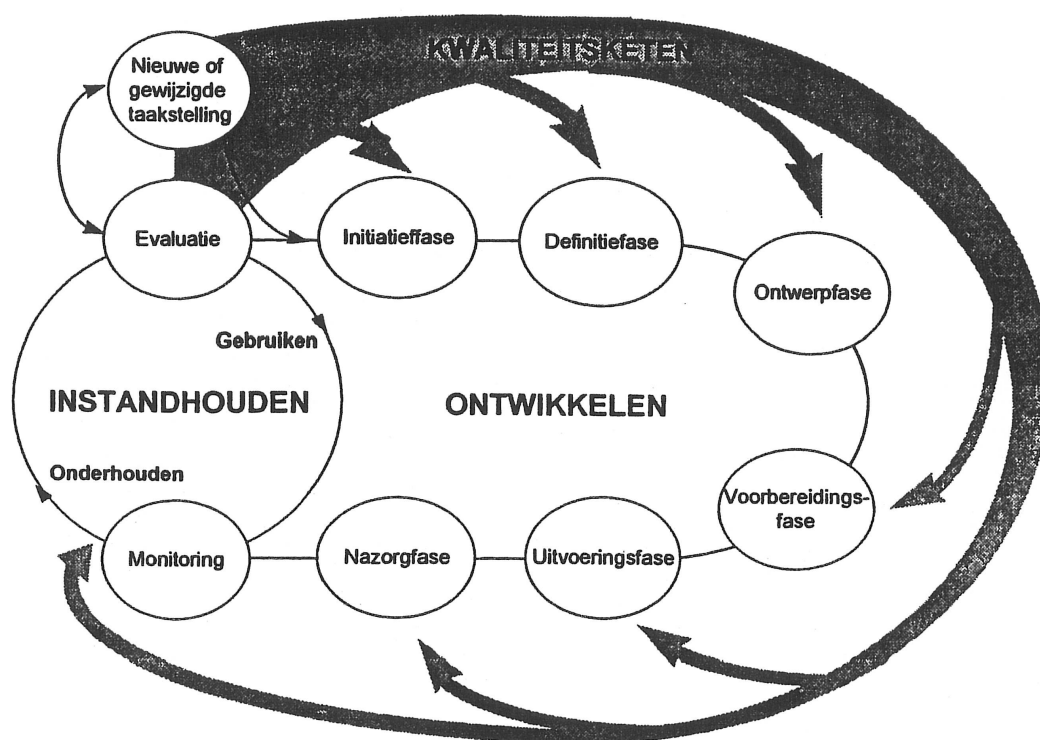 KWALITEITSKETEN
Nieuwe of
gewijzigde
taakstelling
Evaluatie
Initiatieffase
Definitiefase
Ontwerpfase
Gebruiken
INSTANDHOUDEN
ONTWIKKELEN
Onderhouden
Voorbereidings-
fase
Monitoring
Nazorgfase
Uitvoeringsfase